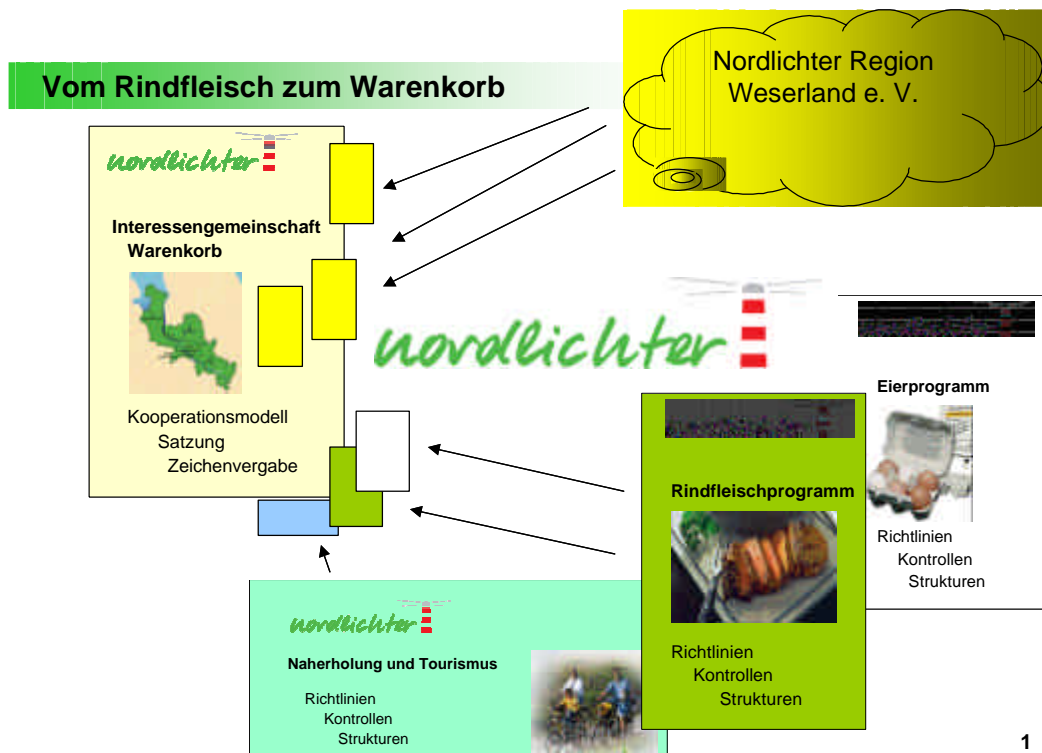 Vom Rindfleisch zum Warenkorb
Nordlichter Region
Weserland e. V.
nordlichter
Interessengemeinschaft
Warenkorb
Kooperationsmodell
Satzung
Zeichenvergabe
nordlichter
Eierprogramm
Richtlinien
Kontrollen
Strukturen
Rindfleischprogramm
Richtlinien
Kontrollen
Strukturen
nordlichter
Naherholung und Tourismus
Richtlinien
Kontrollen
Strukturen
1